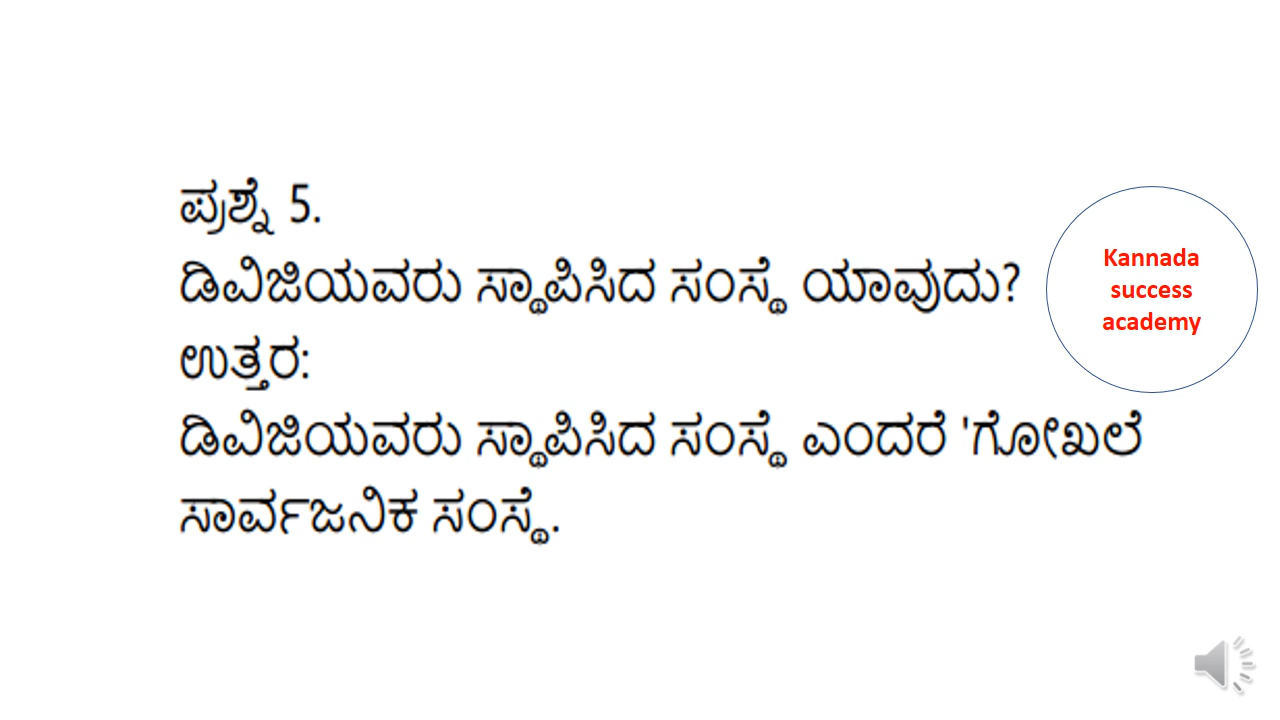 ಪ್ರಶ್ನೆ 5.
ಡಿವಿಜಿಯವರು ಸ್ಥಾಪಿಸಿದ ಸಂಸ್ಥೆ ಯಾವುದು?
ಉತ್ತರ:
ಡಿವಿಜಿಯವರು ಸ್ಥಾಪಿಸಿದ ಸಂಸ್ಥೆ ಎಂದರೆ 'ಗೋಖಲೆ
ಸಾರ್ವಜನಿಕ ಸಂಸ್ಥೆ.
Kannada
success
academy